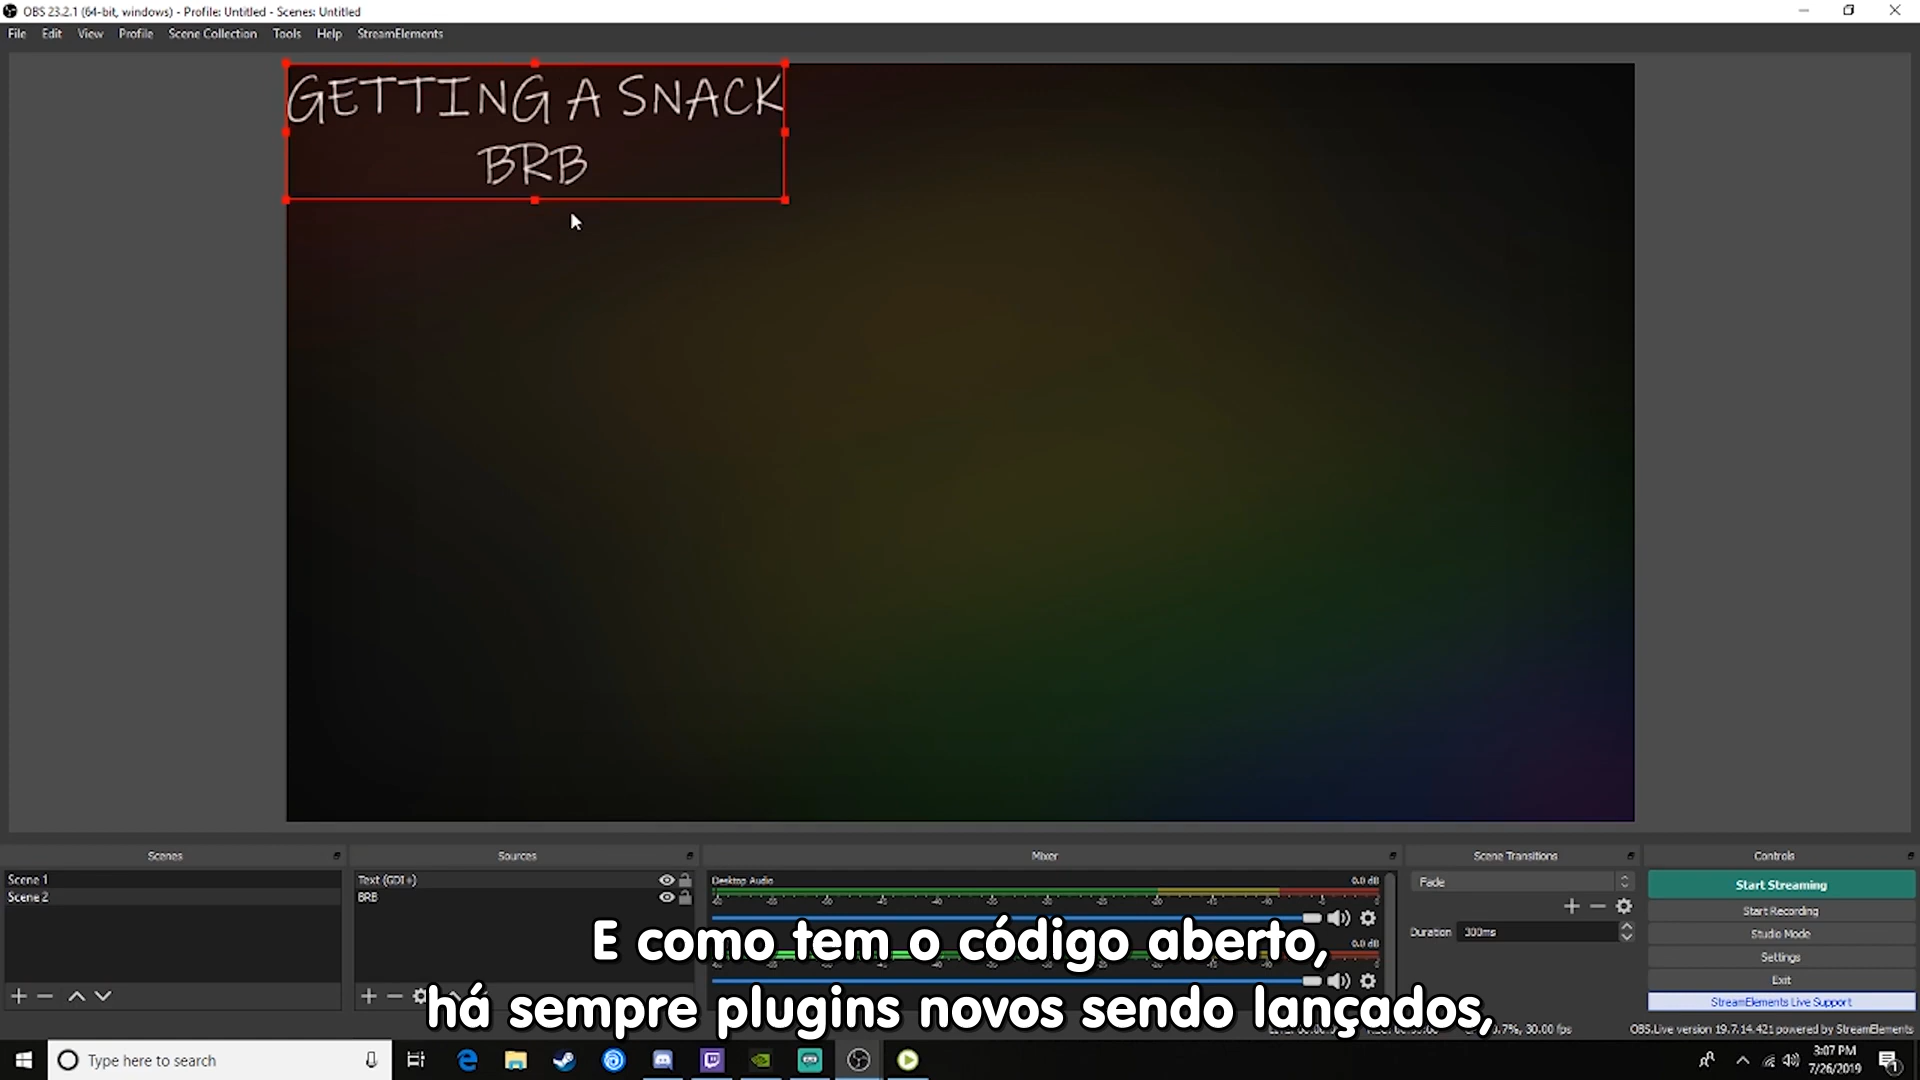 OBS 23.2.1 (64-bit, windows) - Profile: Untitled - Scenes: Untitled
File Edit View Profile Scene Collection Tools Help StreamElements
GETTING A SNACK
BRB
Scenes
Scene 1
Scene 2
Sources
Text (GDI+)
BRB
Mixer
Desktop Audio 0.0 dB
0.0 dB
Scene Transitions
Fade
Duration 300ms
Controls
Start Streaming
Start Recording
Studio Mode
Settings
Exit
StreamElements Live Support
E como tem o código aberto,
há sempre plugins novos sendo lançados,
30.00 fps
OBS.Live version 19.7.14.421 powered by StreamElements
Type here to search
3:07 PM
7/26/2019